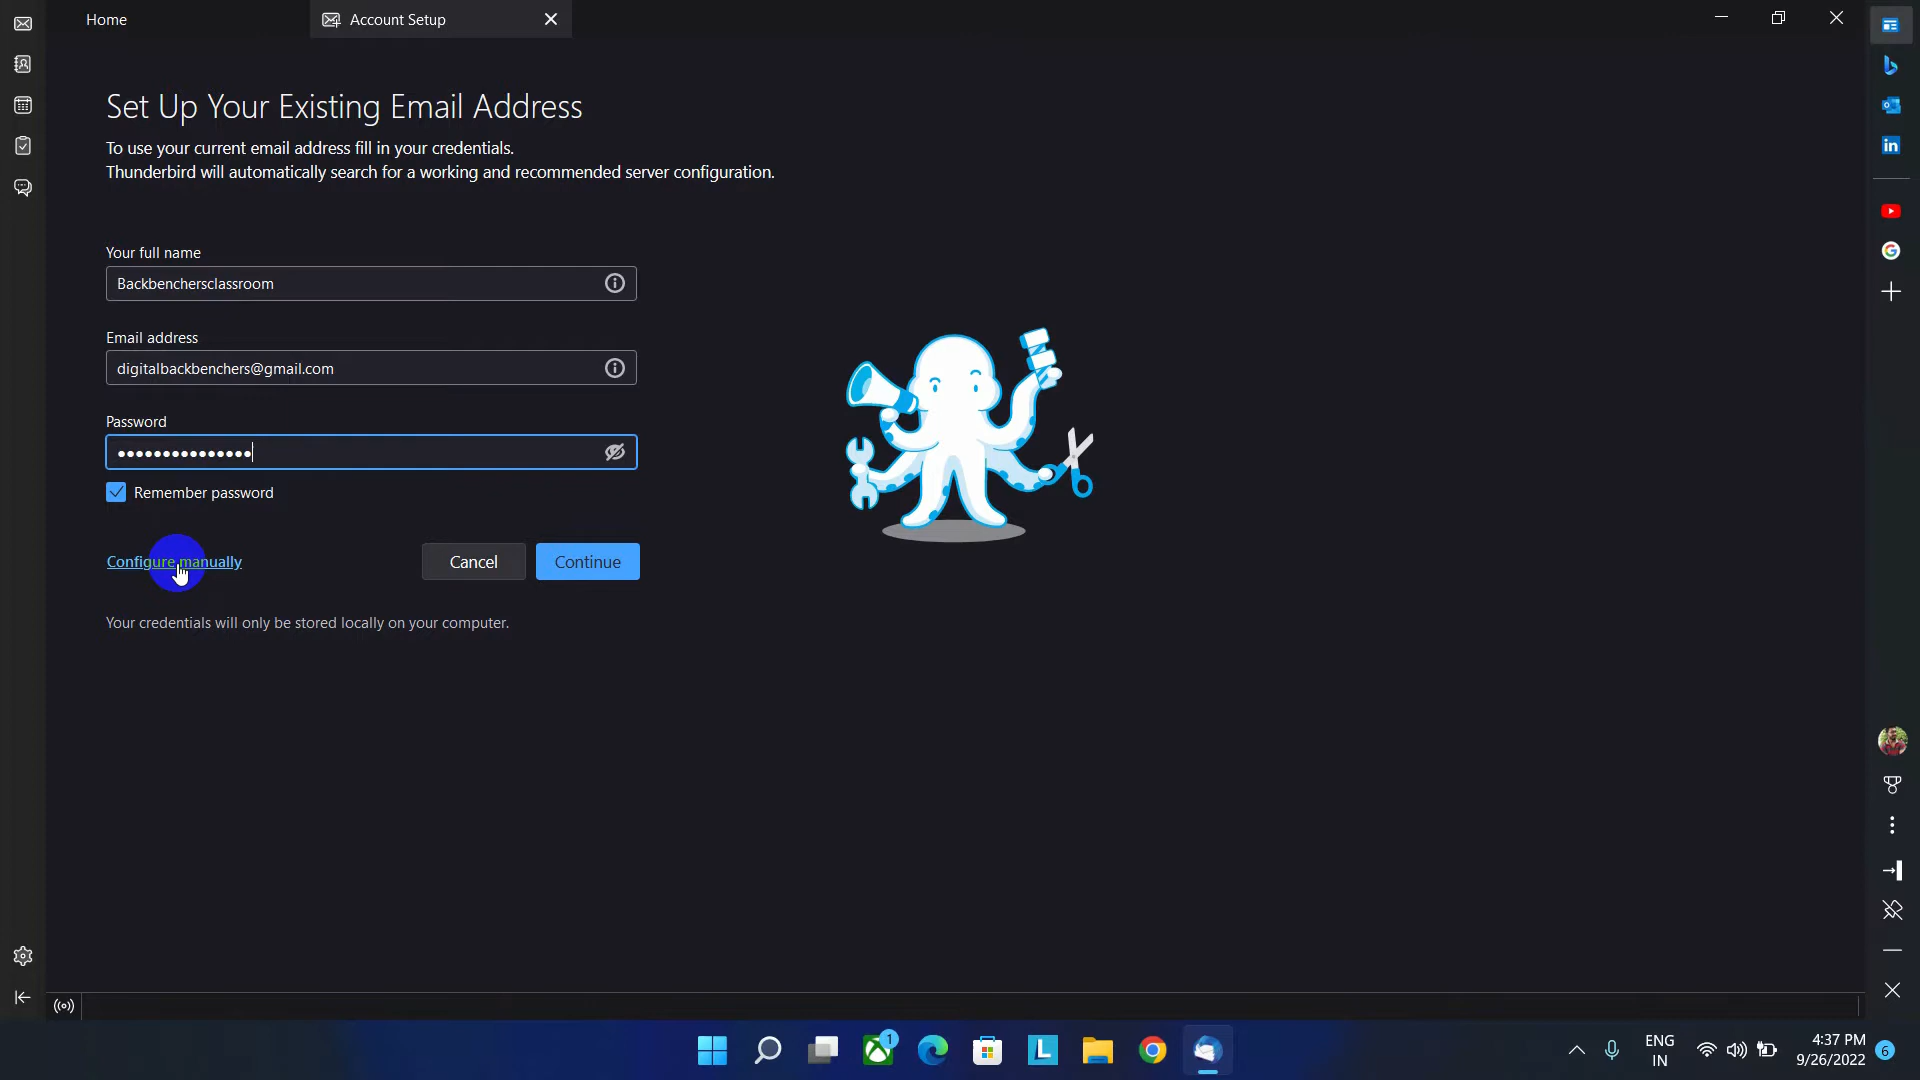 Home
Account Setup
Set Up Your Existing Email Address
To use your current email address fill in your credentials.
Thunderbird will automatically search for a working and recommended server configuration.
Your full name
Backbenchersclassroom
Email address
digitalbackbenchers@gmail.com
Password
•••••••••••••••
Remember password
Configure manually
Cancel
Continue
Your credentials will only be stored locally on your computer.
1
ENG
IN
4:37 PM
9/26/2022
6